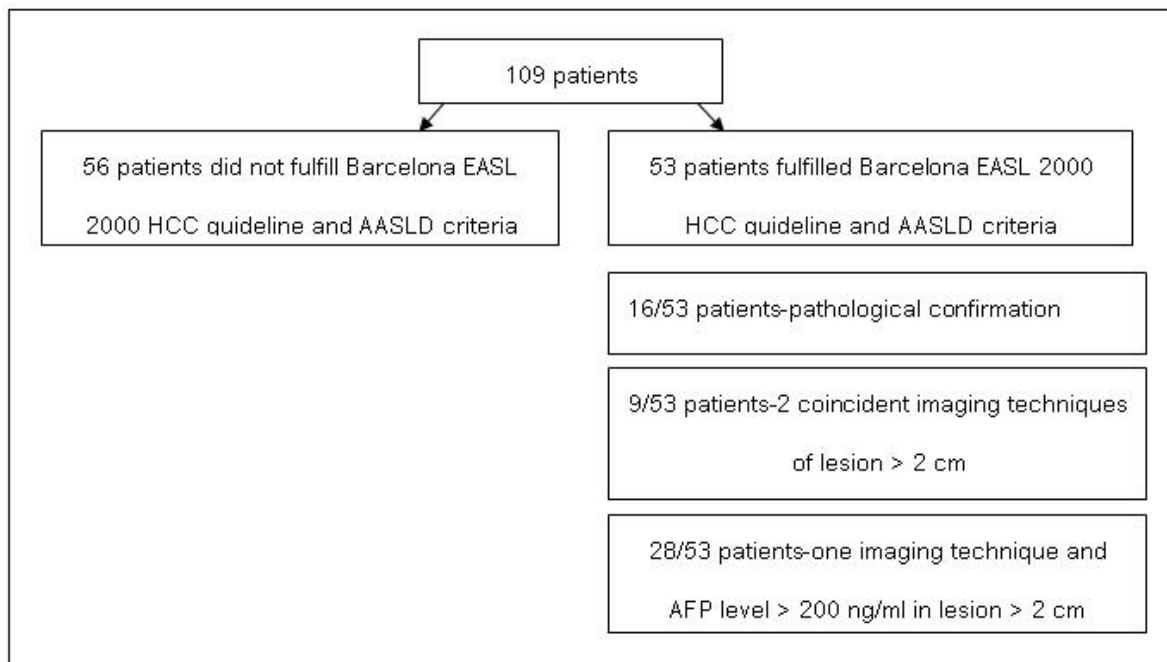 109 patients
56 patients did not fulfill Barcelona EASL
2000 HCC guideline and AASLD criteria
53 patients fulfilled Barcelona EASL 2000
HCC guideline and AASLD criteria
16/53 patients-pathological confirmation
9/53 patients-2 coincident imaging techniques
of lesion > 2 cm
28/53 patients-one imaging technique and
AFP level > 200 ng/ml in lesion > 2 cm